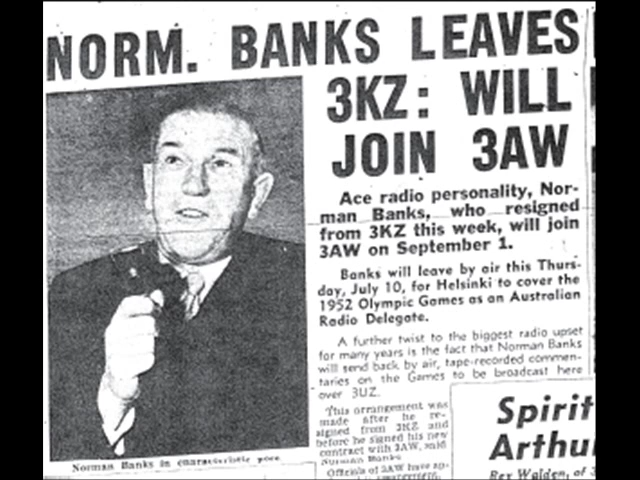 NORM. BANKS LEAVES
3KZ: WILL
JOIN 3AW
Ace radio personality, Nor-
man Banks, who resigned
from 3KZ this week, will join
3AW on September 1.
Banks will leave by air this Thurs-
day, July 10, for Helsinki to cover the
1952 Olympic Games as an Australian
Radio Delegate.
A further twist to the biggest radio upset
for many years is the fact that Norman Banks
will send back by air, tape-recorded commen-
taries on the Games to be broadcast here
over 3UZ.
This arrangement was
made after he re-
signed from 3KZ and
before he signed his new
contract with 3AW, said
Norman Banks.
Officials of 3AW have ap-
Norman Banks in characteristic pose.
Spirit
Arthu
Rex Walden, of 3